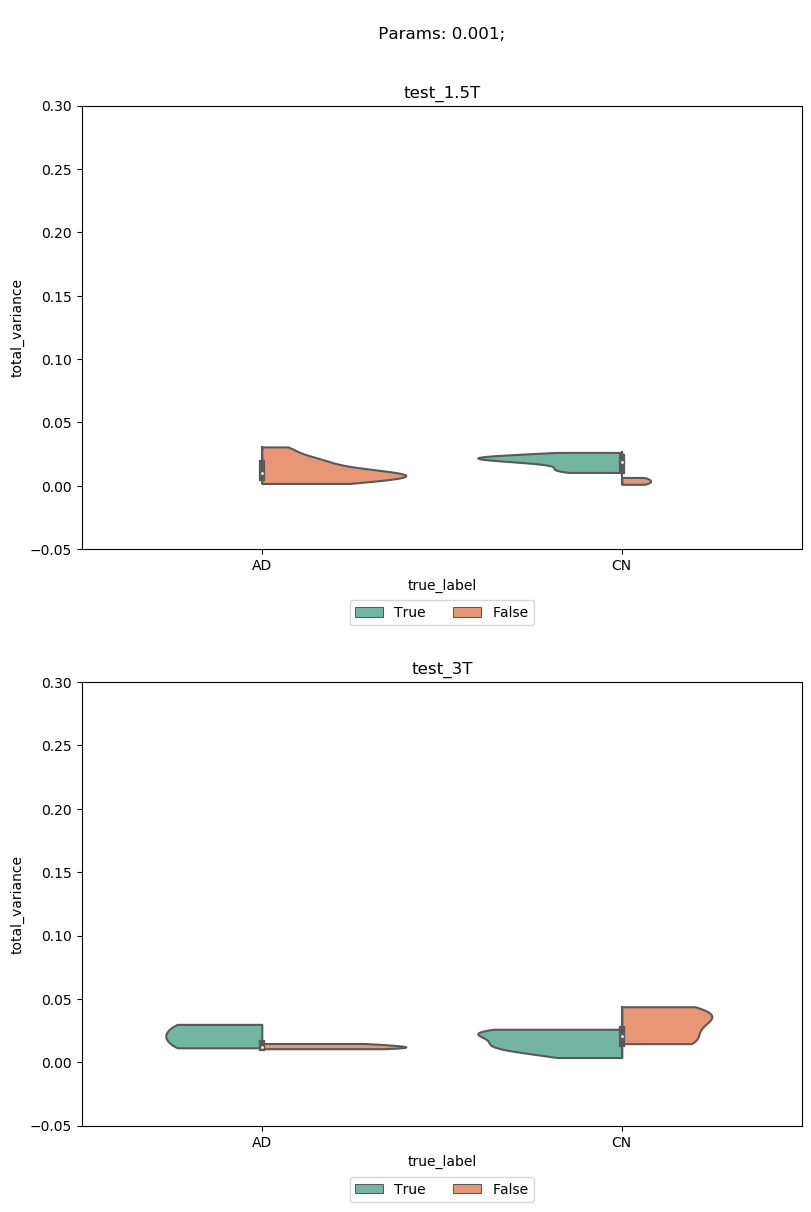 Params: 0.001;
test_1.5T
0.30
0.25
0.20
0.15
0.10
0.05
0.00
−0.05
total_variance
AD CN
true_label
True False
test_3T
0.30
0.25
0.20
0.15
0.10
0.05
0.00
−0.05
total_variance
AD CN
true_label
True False